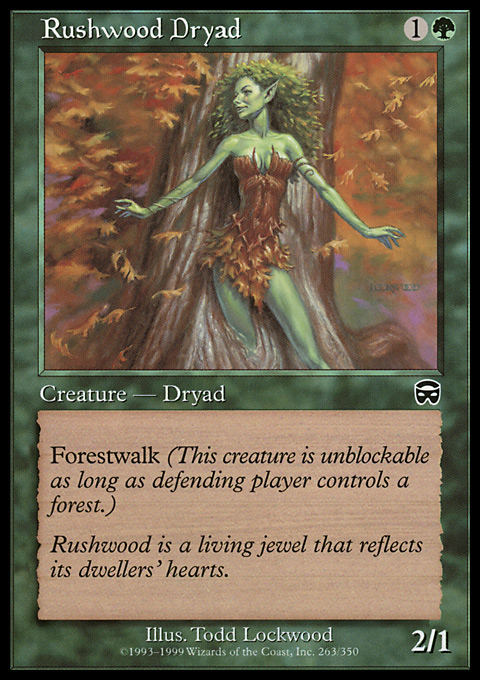 Rushwood Dryad 1
Creature — Dryad
Forestwalk (This creature is unblockable
as long as defending player controls a
forest.)
Rushwood is a living jewel that reflects
its dwellers' hearts.
Illus. Todd Lockwood
©1993–1999 Wizards of the Coast, Inc. 263/350
2/1